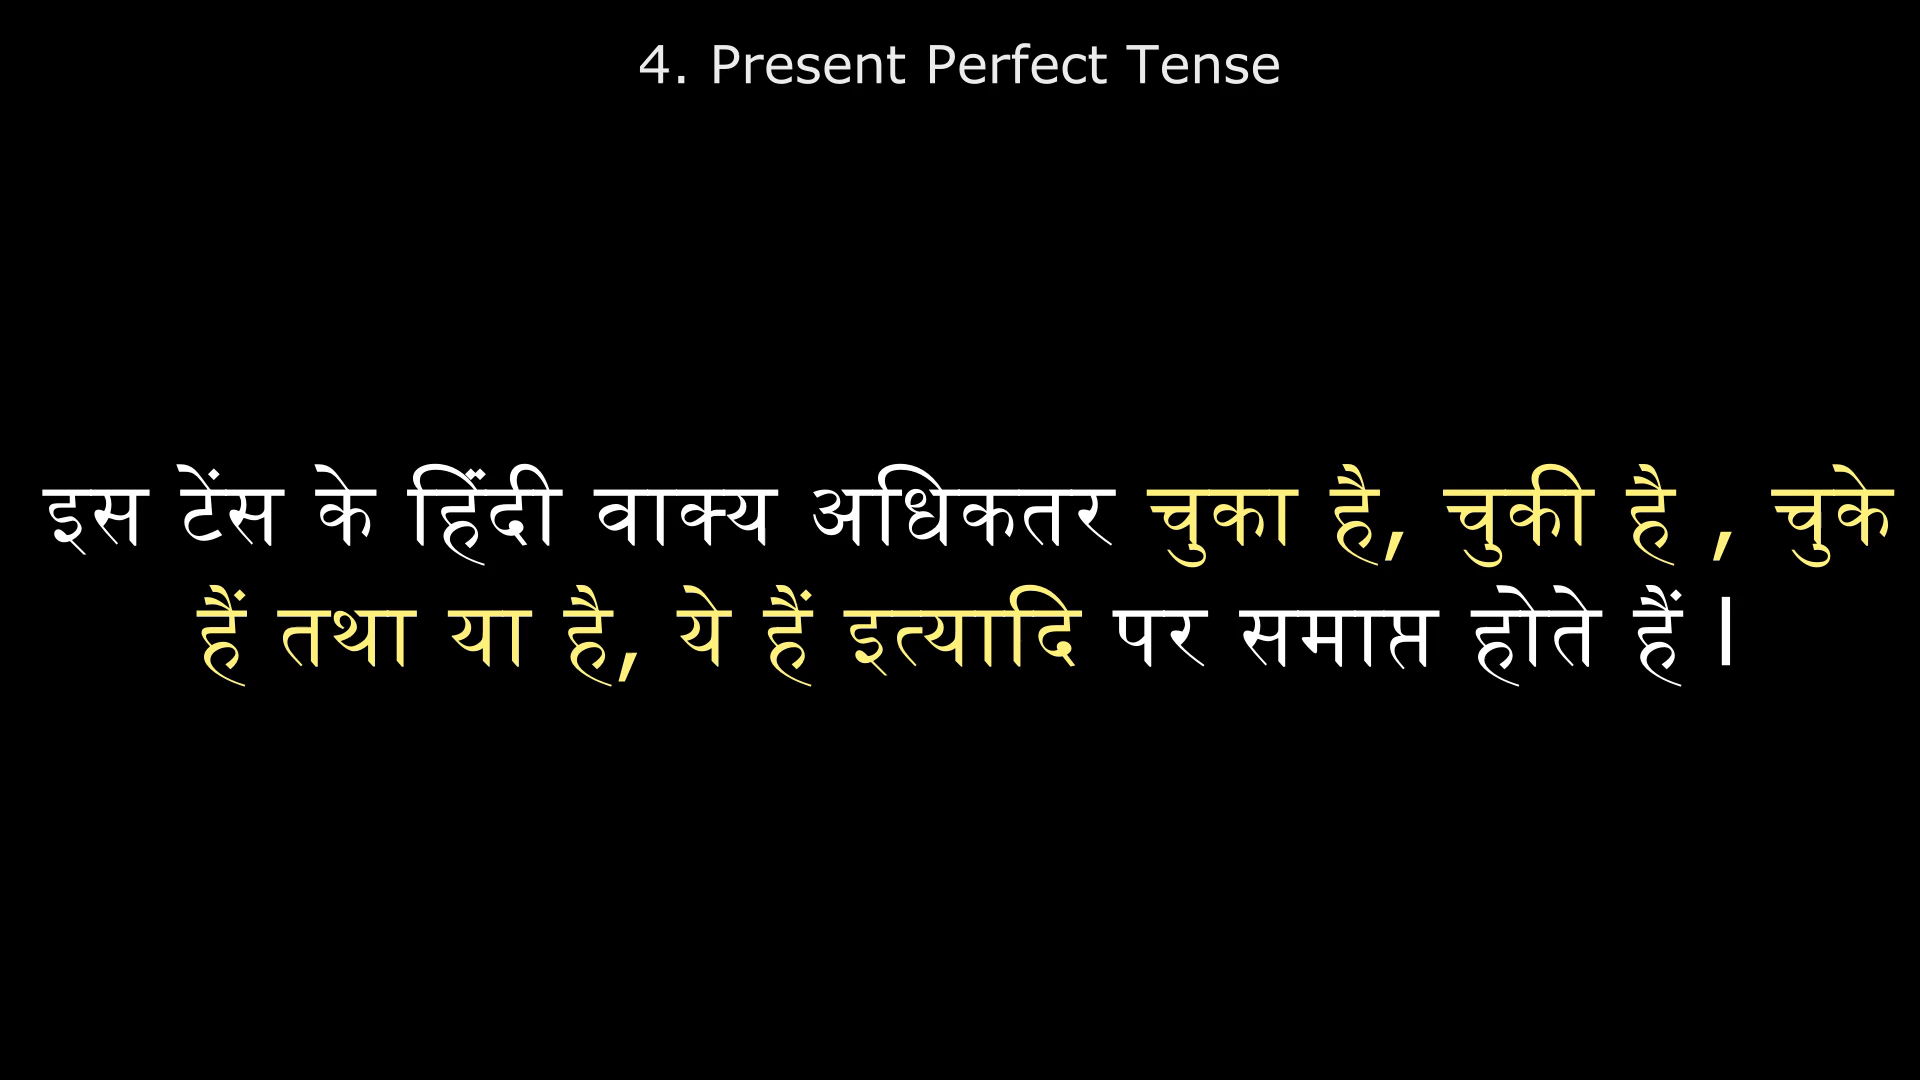 4. Present Perfect Tense
इस टेंस के हिंदी वाक्य अधिकतर चुका है, चुकी है , चुके
हैं तथा या है, ये हैं इत्यादि पर समाप्त होते हैं l